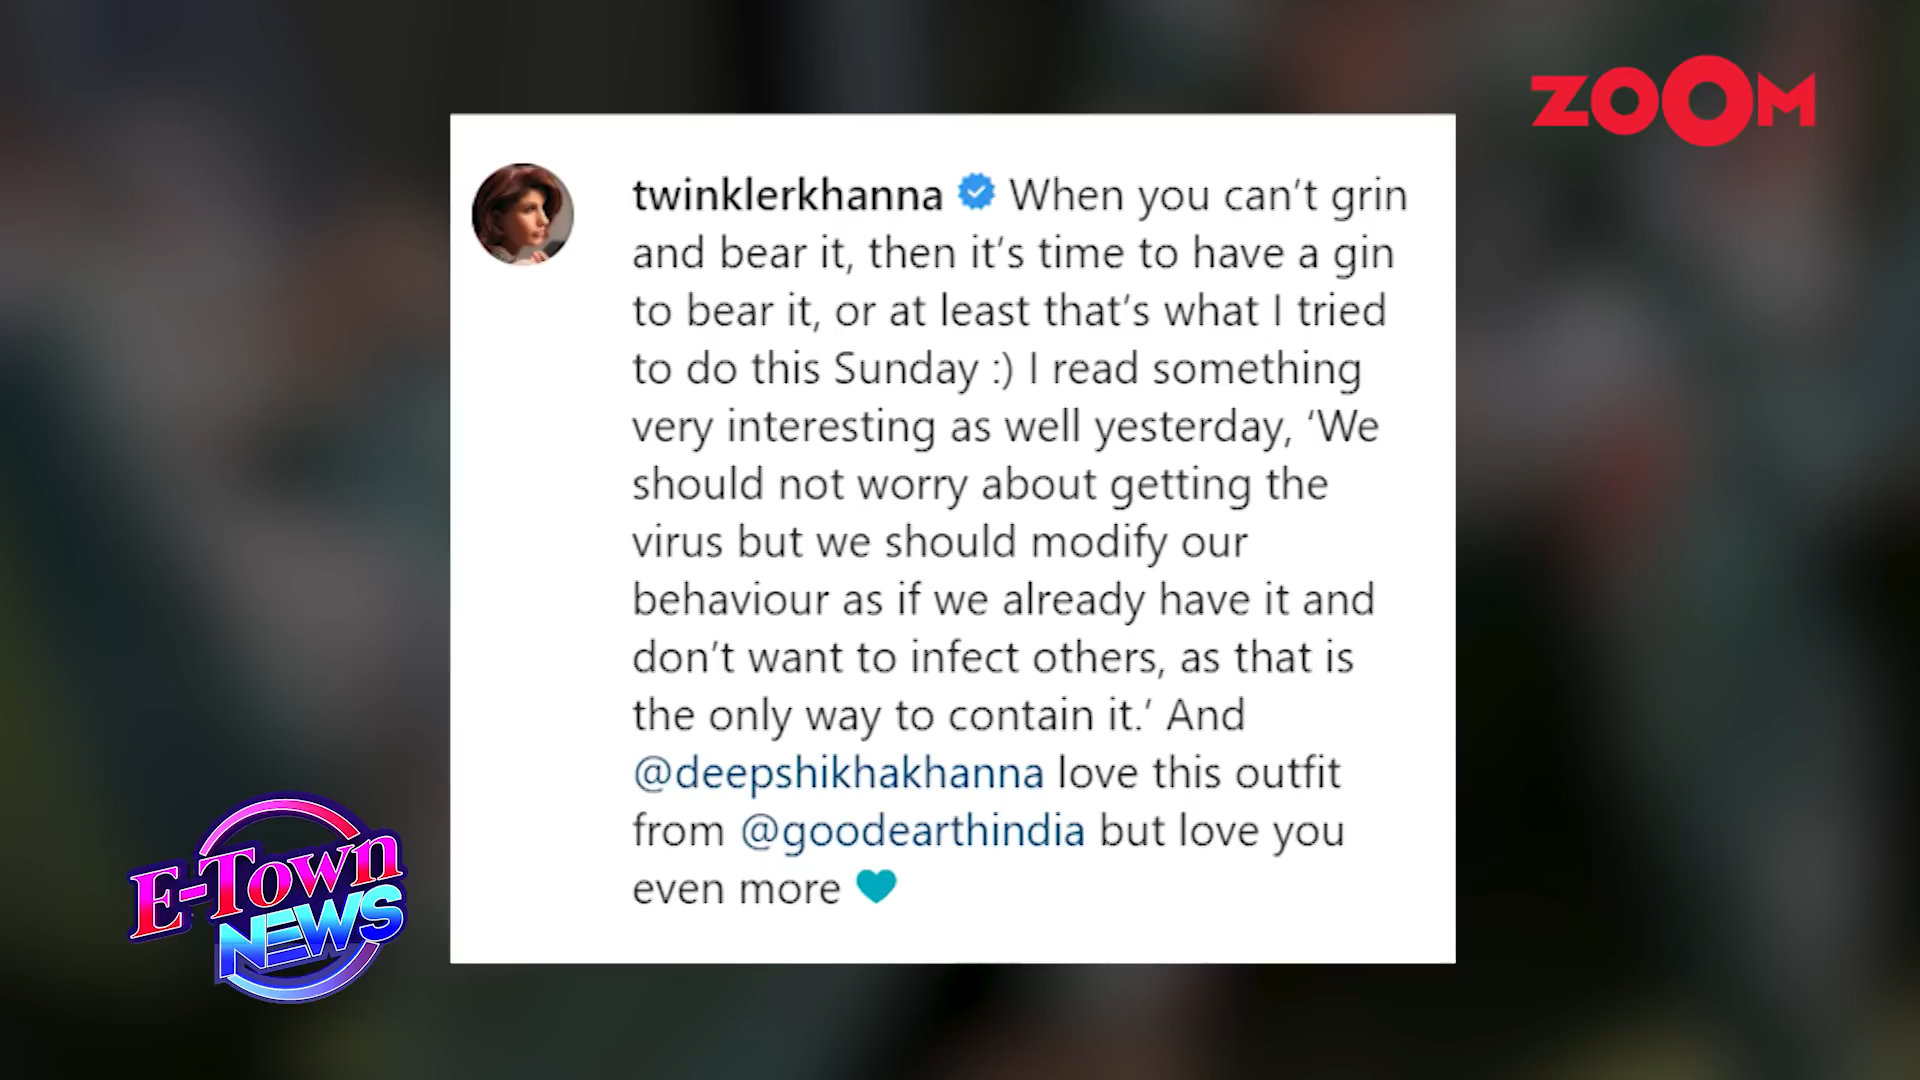 ZOOM
twinklerkhanna When you can’t grin
and bear it, then it’s time to have a gin
to bear it, or at least that’s what I tried
to do this Sunday :) I read something
very interesting as well yesterday, ‘We
should not worry about getting the
virus but we should modify our
behaviour as if we already have it and
don’t want to infect others, as that is
the only way to contain it.’ And
@deepshikhakhanna love this outfit
from @goodearthindia but love you
even more
E-Town
NEWS